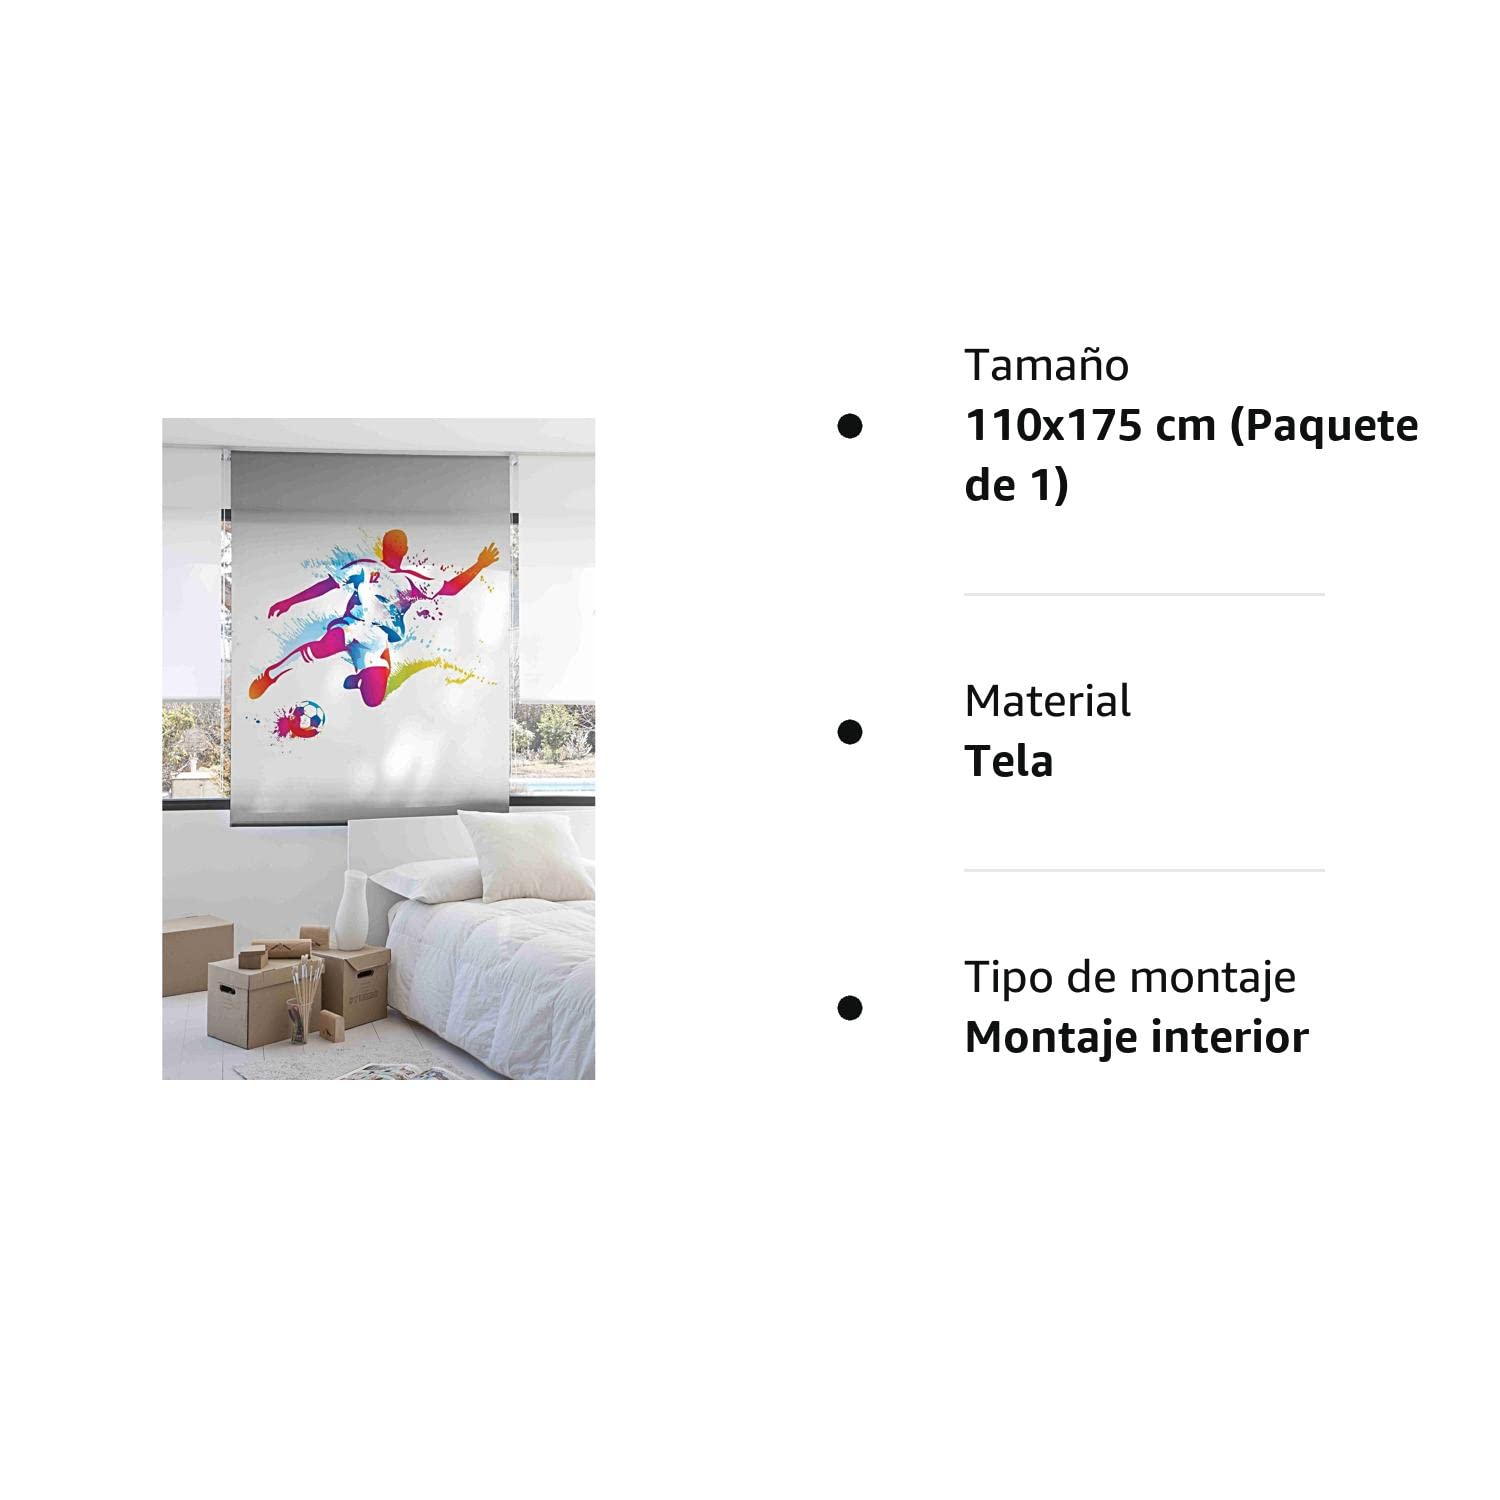 Tamaño
110x175 cm (Paquete
de 1)
Material
Tela
Tipo de montaje
Montaje interior
12